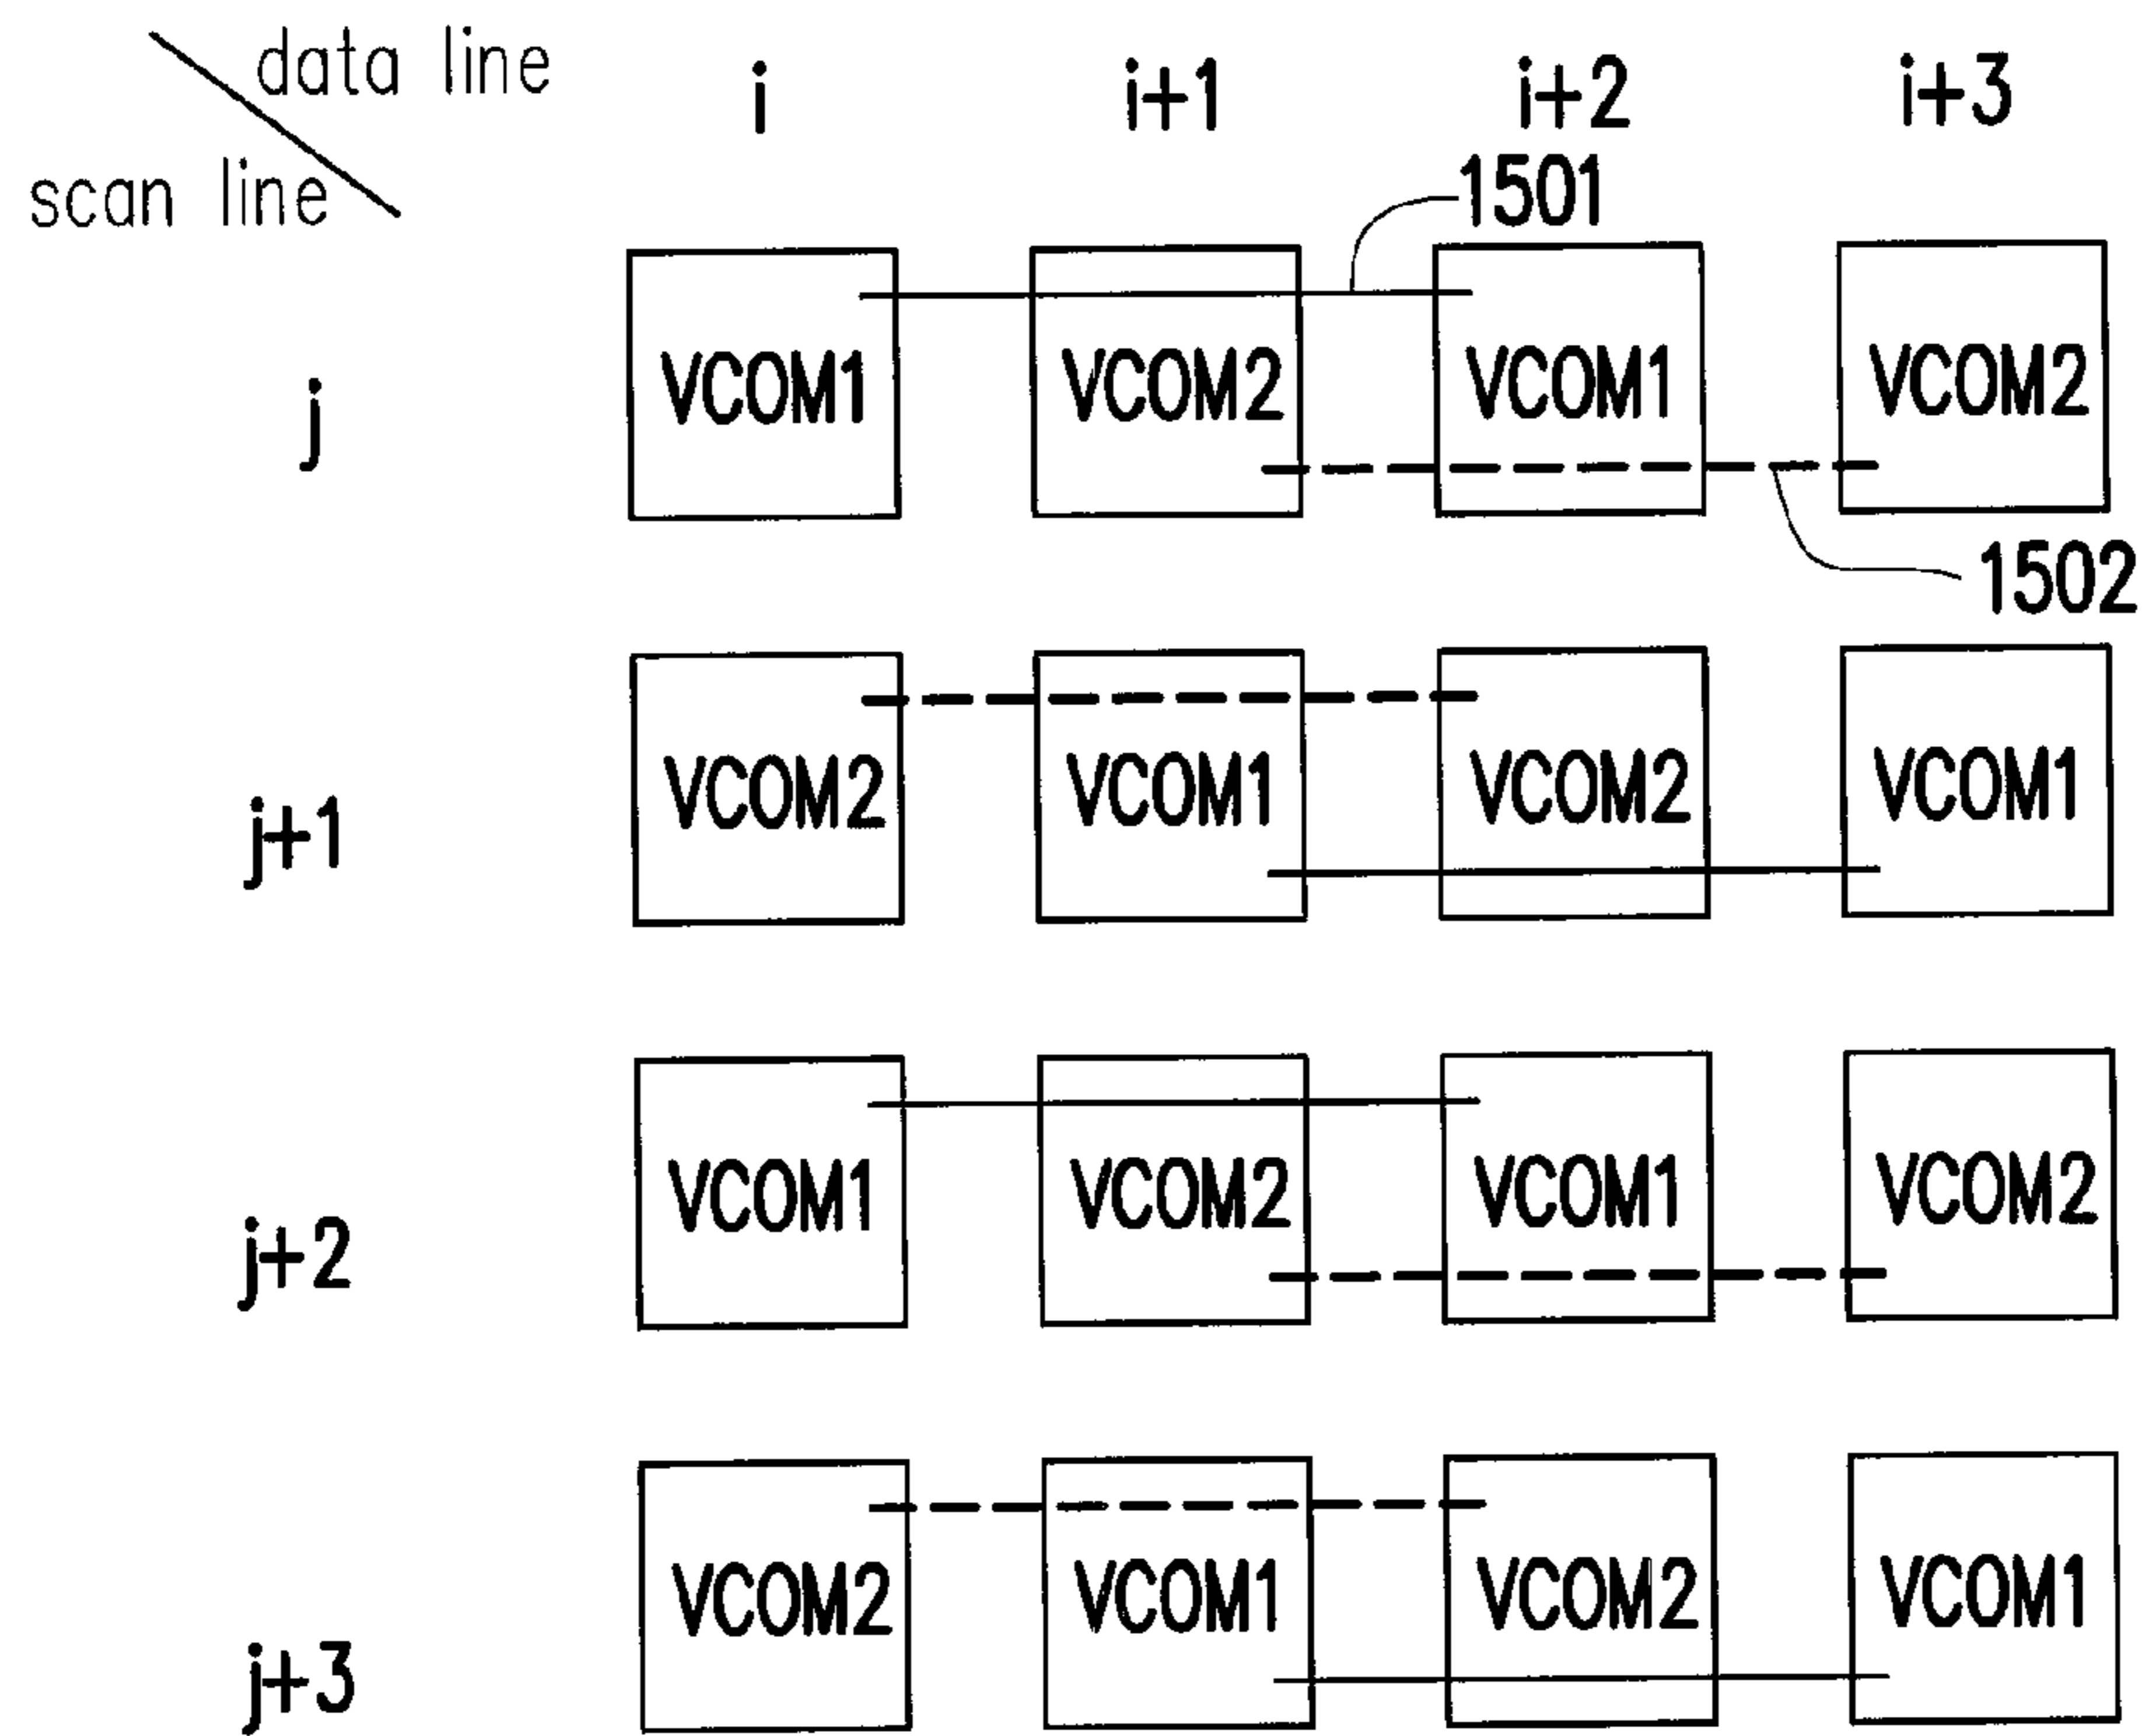 data line
scan line
i i+1 i+2 i+3
1501
j VCOM1 VCOM2 VCOM1 VCOM2
1502
j+1 VCOM2 VCOM1 VCOM2 VCOM1
j+2 VCOM1 VCOM2 VCOM1 VCOM2
j+3 VCOM2 VCOM1 VCOM2 VCOM1